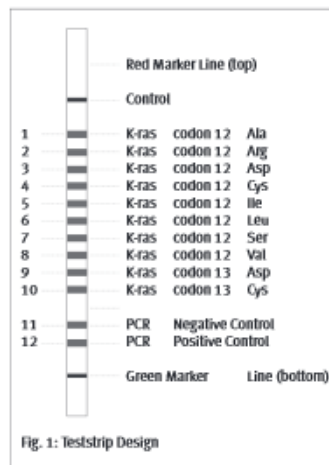 Red Marker Line (top)
Control
1 K-ras codon 12 Ala
2 K-ras codon 12 Arg
3 K-ras codon 12 Asp
4 K-ras codon 12 Cys
5 K-ras codon 12 Ile
6 K-ras codon 12 Leu
7 K-ras codon 12 Ser
8 K-ras codon 12 Val
9 K-ras codon 13 Asp
10 K-ras codon 13 Cys
11 PCR Negative Control
12 PCR Positive Control
Green Marker Line (bottom)
Fig. 1: Teststrip Design